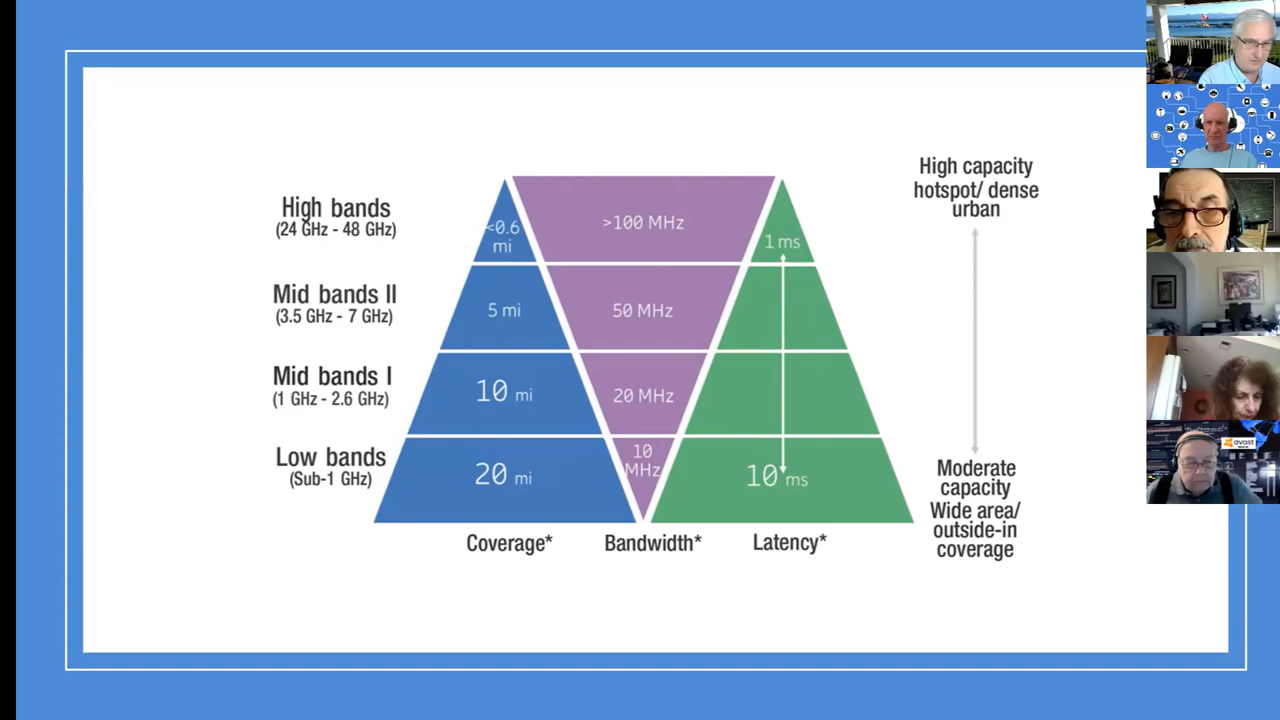 High bands
(24 GHz - 48 GHz)
<0.6
mi
>100 MHz
1 ms
High capacity
hotspot/ dense
urban
Mid bands II
(3.5 GHz - 7 GHz)
5 mi
50 MHz
Mid bands I
(1 GHz - 2.6 GHz)
10 mi
20 MHz
Low bands
(Sub-1 GHz)
20 mi
10
MHz
10 ms
Moderate
capacity
Wide area/
outside-in
coverage
Coverage*
Bandwidth*
Latency*
avast